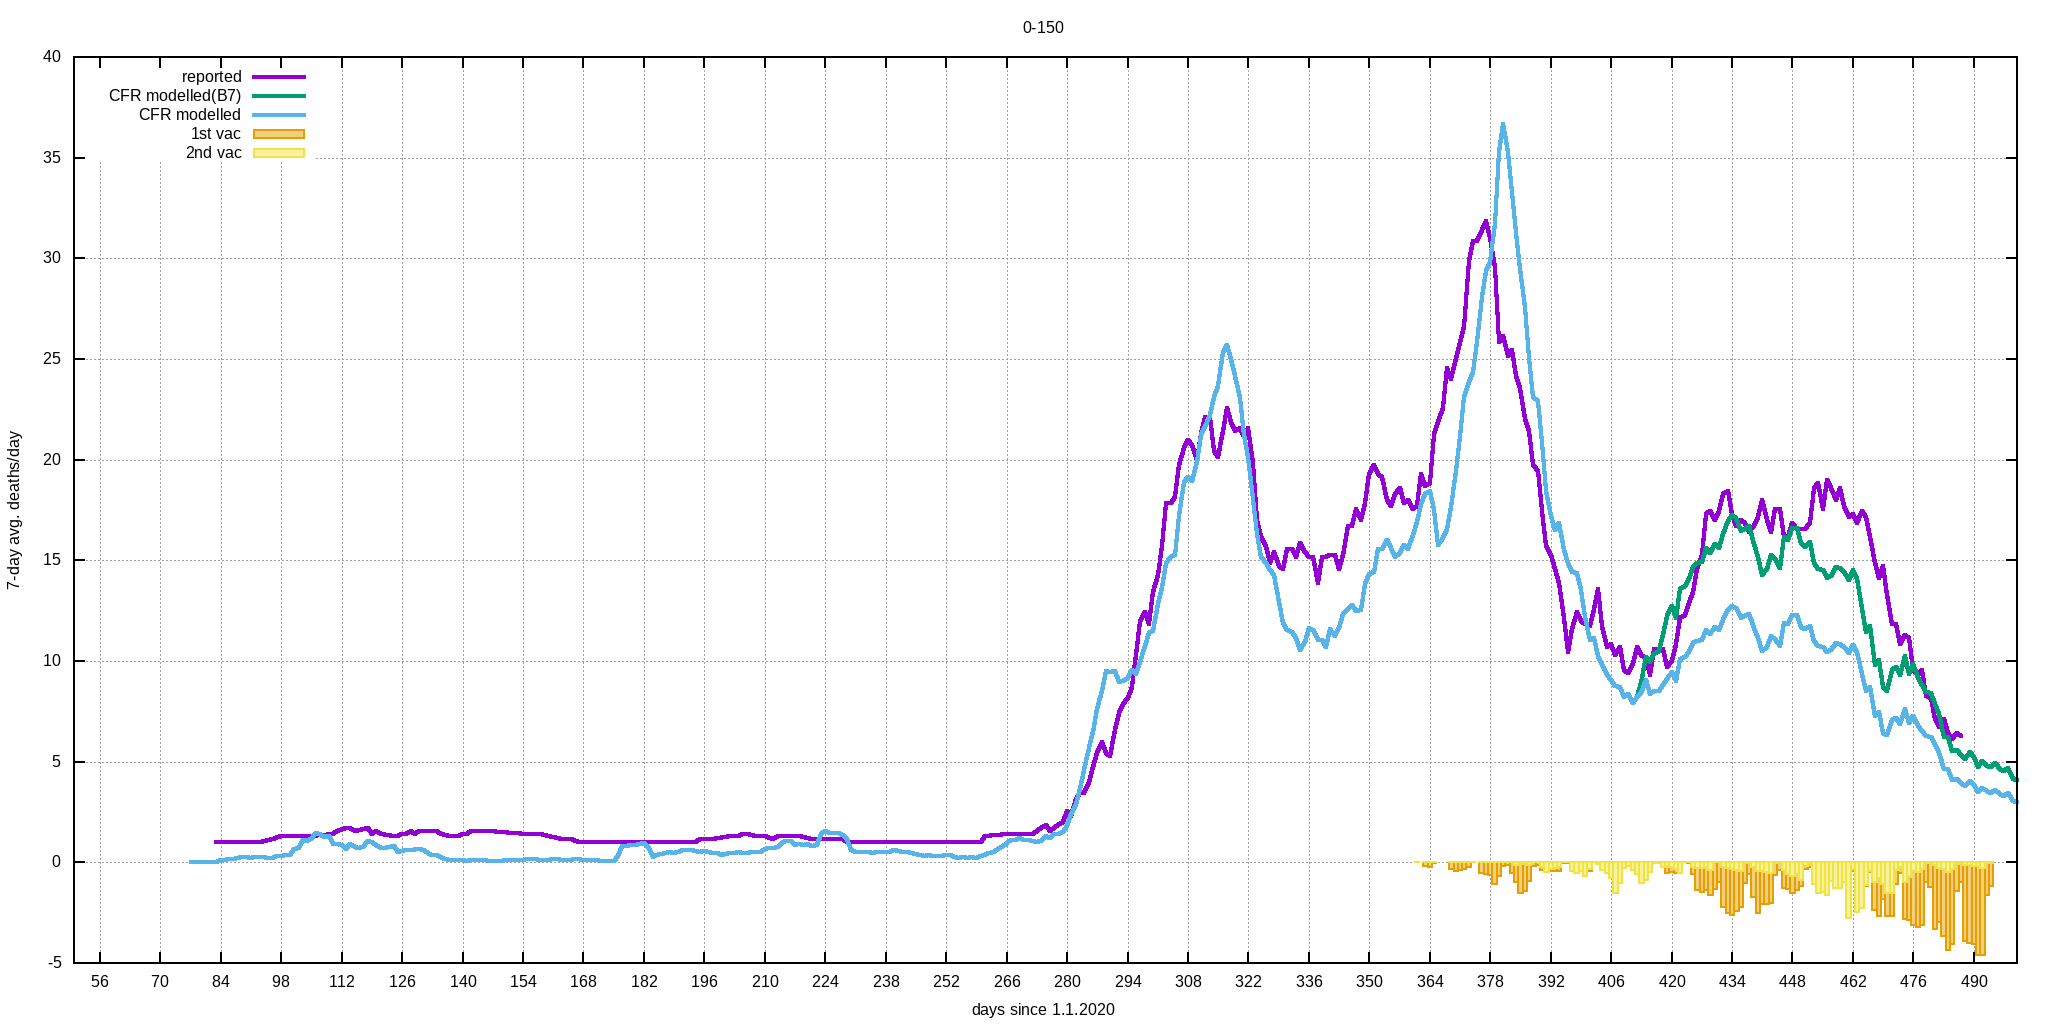 0-150
40
35
30
25
20
15
10
5
0
-5
7-day avg. deaths/day
reported
CFR modelled(B7)
CFR modelled
1st vac
2nd vac
56 70 84 98 112 126 140 154 168 182 196 210 224 238 252 266 280 294 308 322 336 350 364 378 392 406 420 434 448 462 476 490
days since 1.1.2020